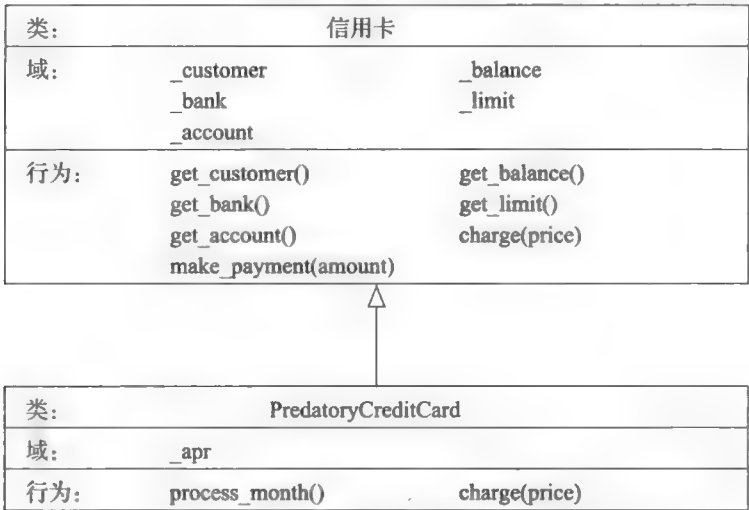 类： 信用卡
域： _customer _balance
_bank _limit
_account
行为： get_customer() get_balance()
get_bank() get_limit()
get_account() charge(price)
make_payment(amount)
类： PredatoryCreditCard
域： _apr
行为： process_month() charge(price)